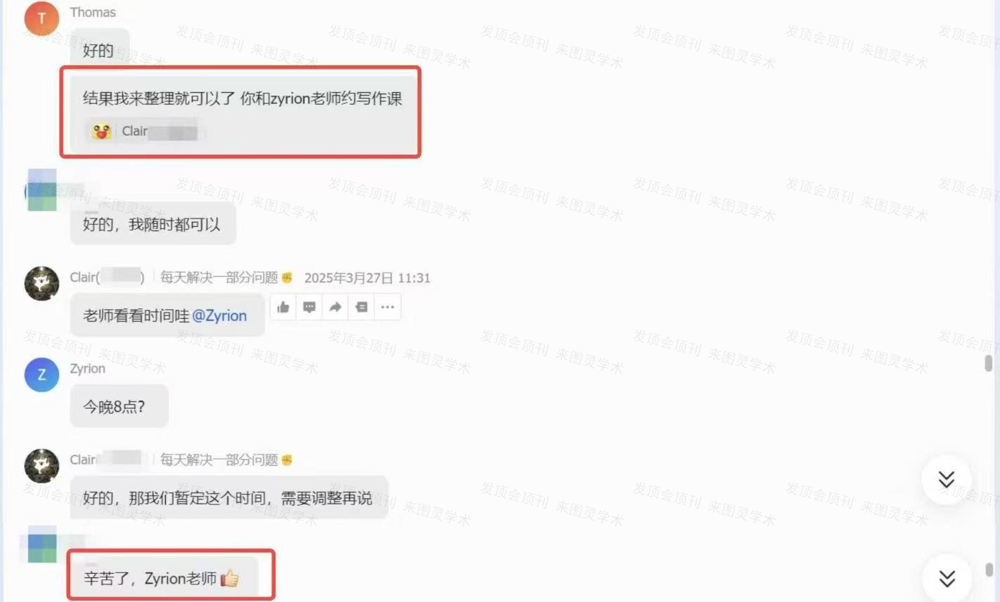 T
Thomas
好的
结果我来整理就可以了 你和zyrion老师约写作课
Clair
好的，我随时都可以
Clair( ) 每天解决一部分问题 2025年3月27日 11:31
老师看看时间哇 @Zyrion
Z
Zyrion
今晚8点?
Clair 每天解决一部分问题
好的，那我们暂定这个时间，需要调整再说
辛苦了，Zyrion老师
发顶会顶刊 来图灵学术